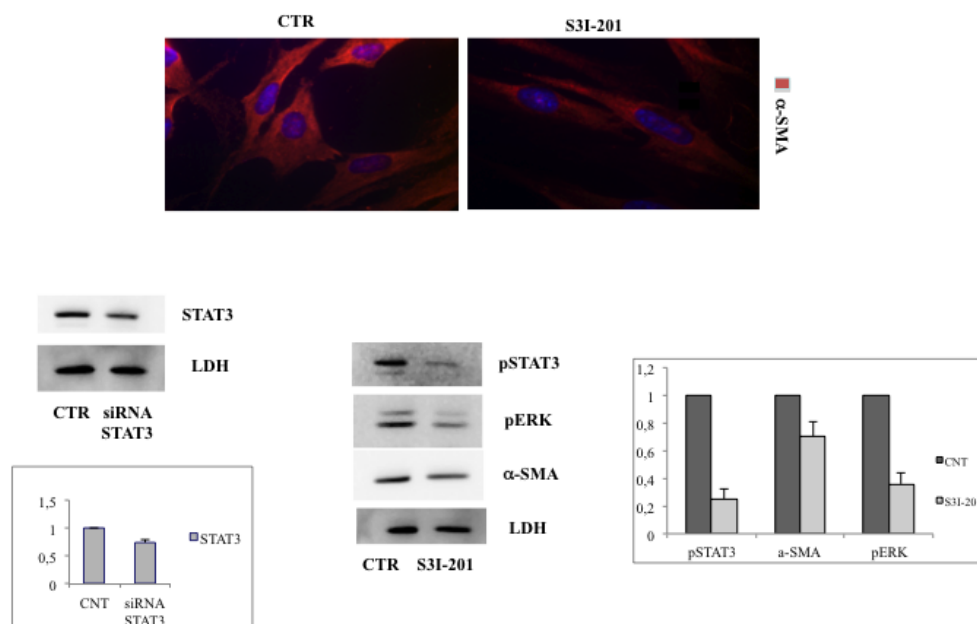 CTR
S3I-201
α-SMA
STAT3
LDH
CTR siRNA
STAT3
1,5
1
0,5
0
CNT siRNA
STAT3
STAT3
pSTAT3
pERK
α-SMA
LDH
CTR S3I-201
1,2
1
0,8
0,6
0,4
0,2
0
pSTAT3 a-SMA pERK
CNT
S3I-20